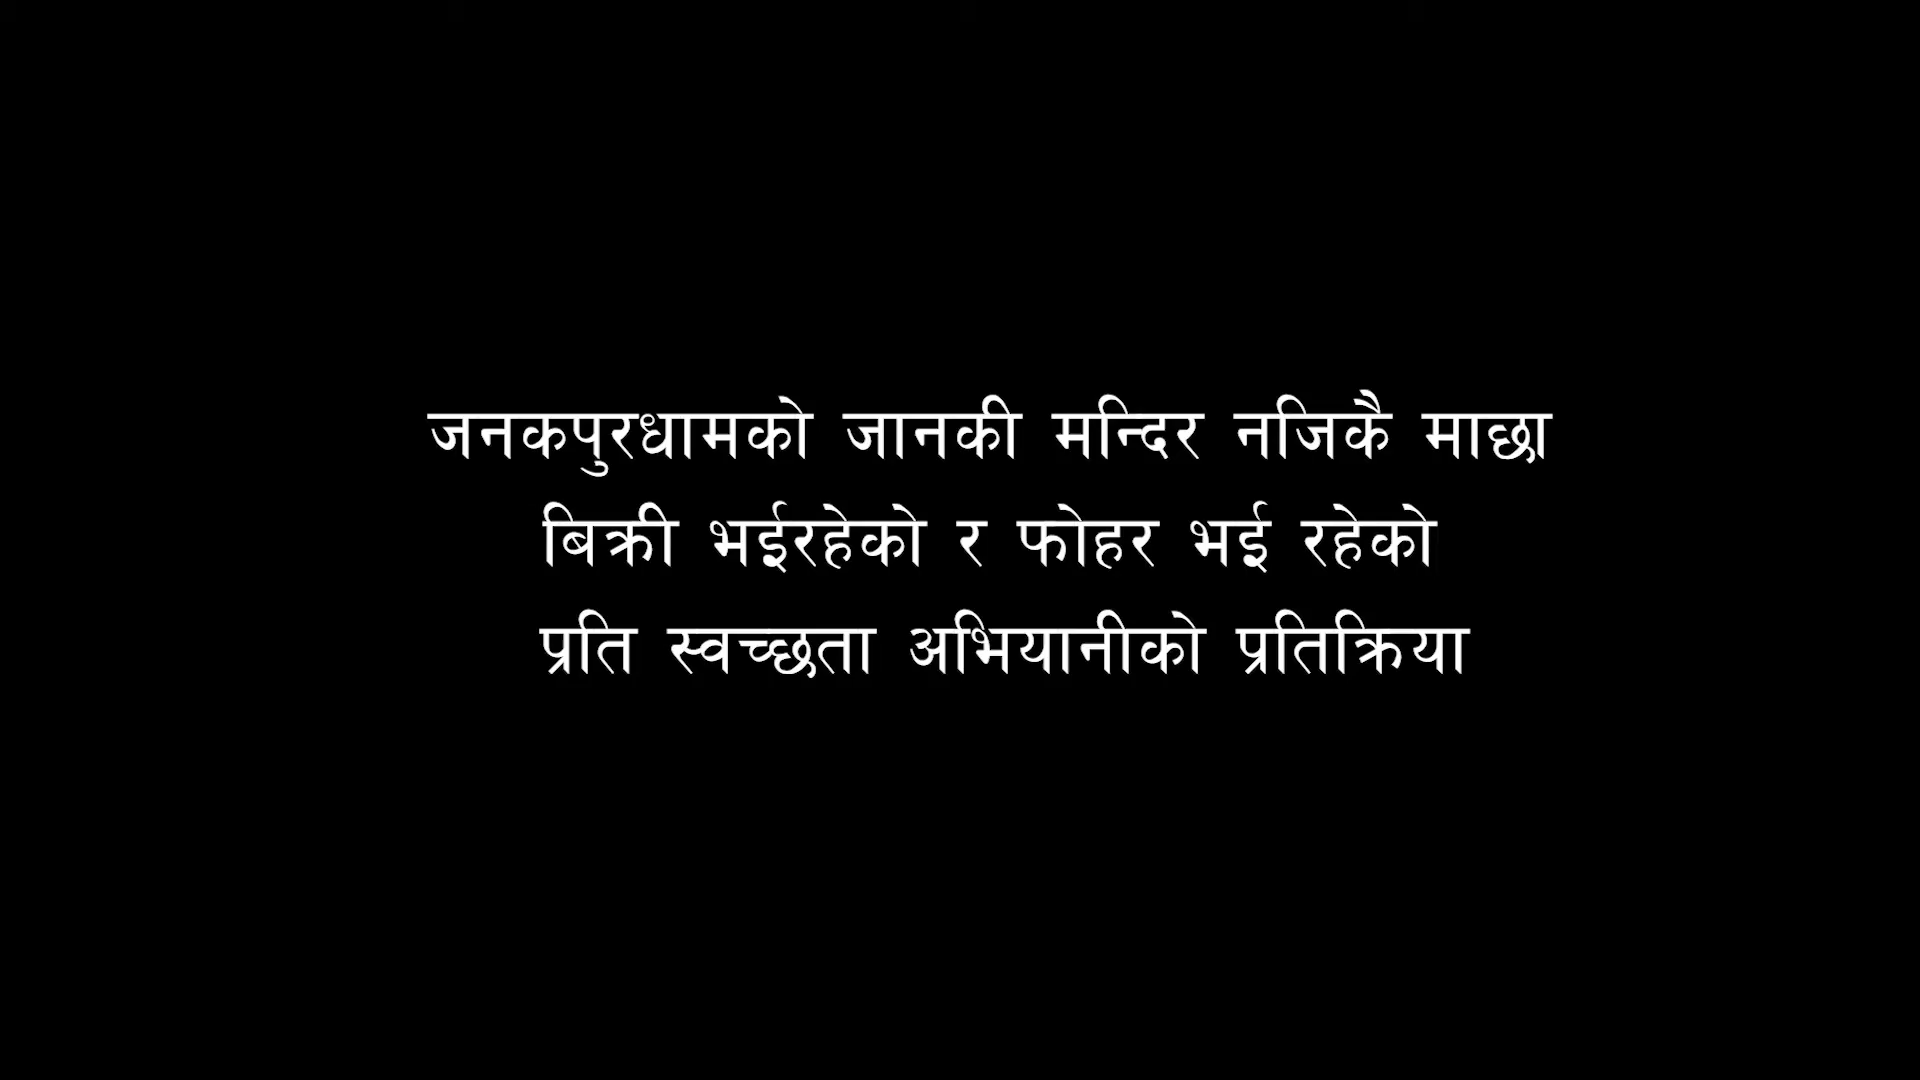 जनकपुरधामको जानकी मन्दिर नजिकै माछा
बिक्री भईरहेको र फोहर भई रहेको
प्रति स्वच्छता अभियानीको प्रतिक्रिया